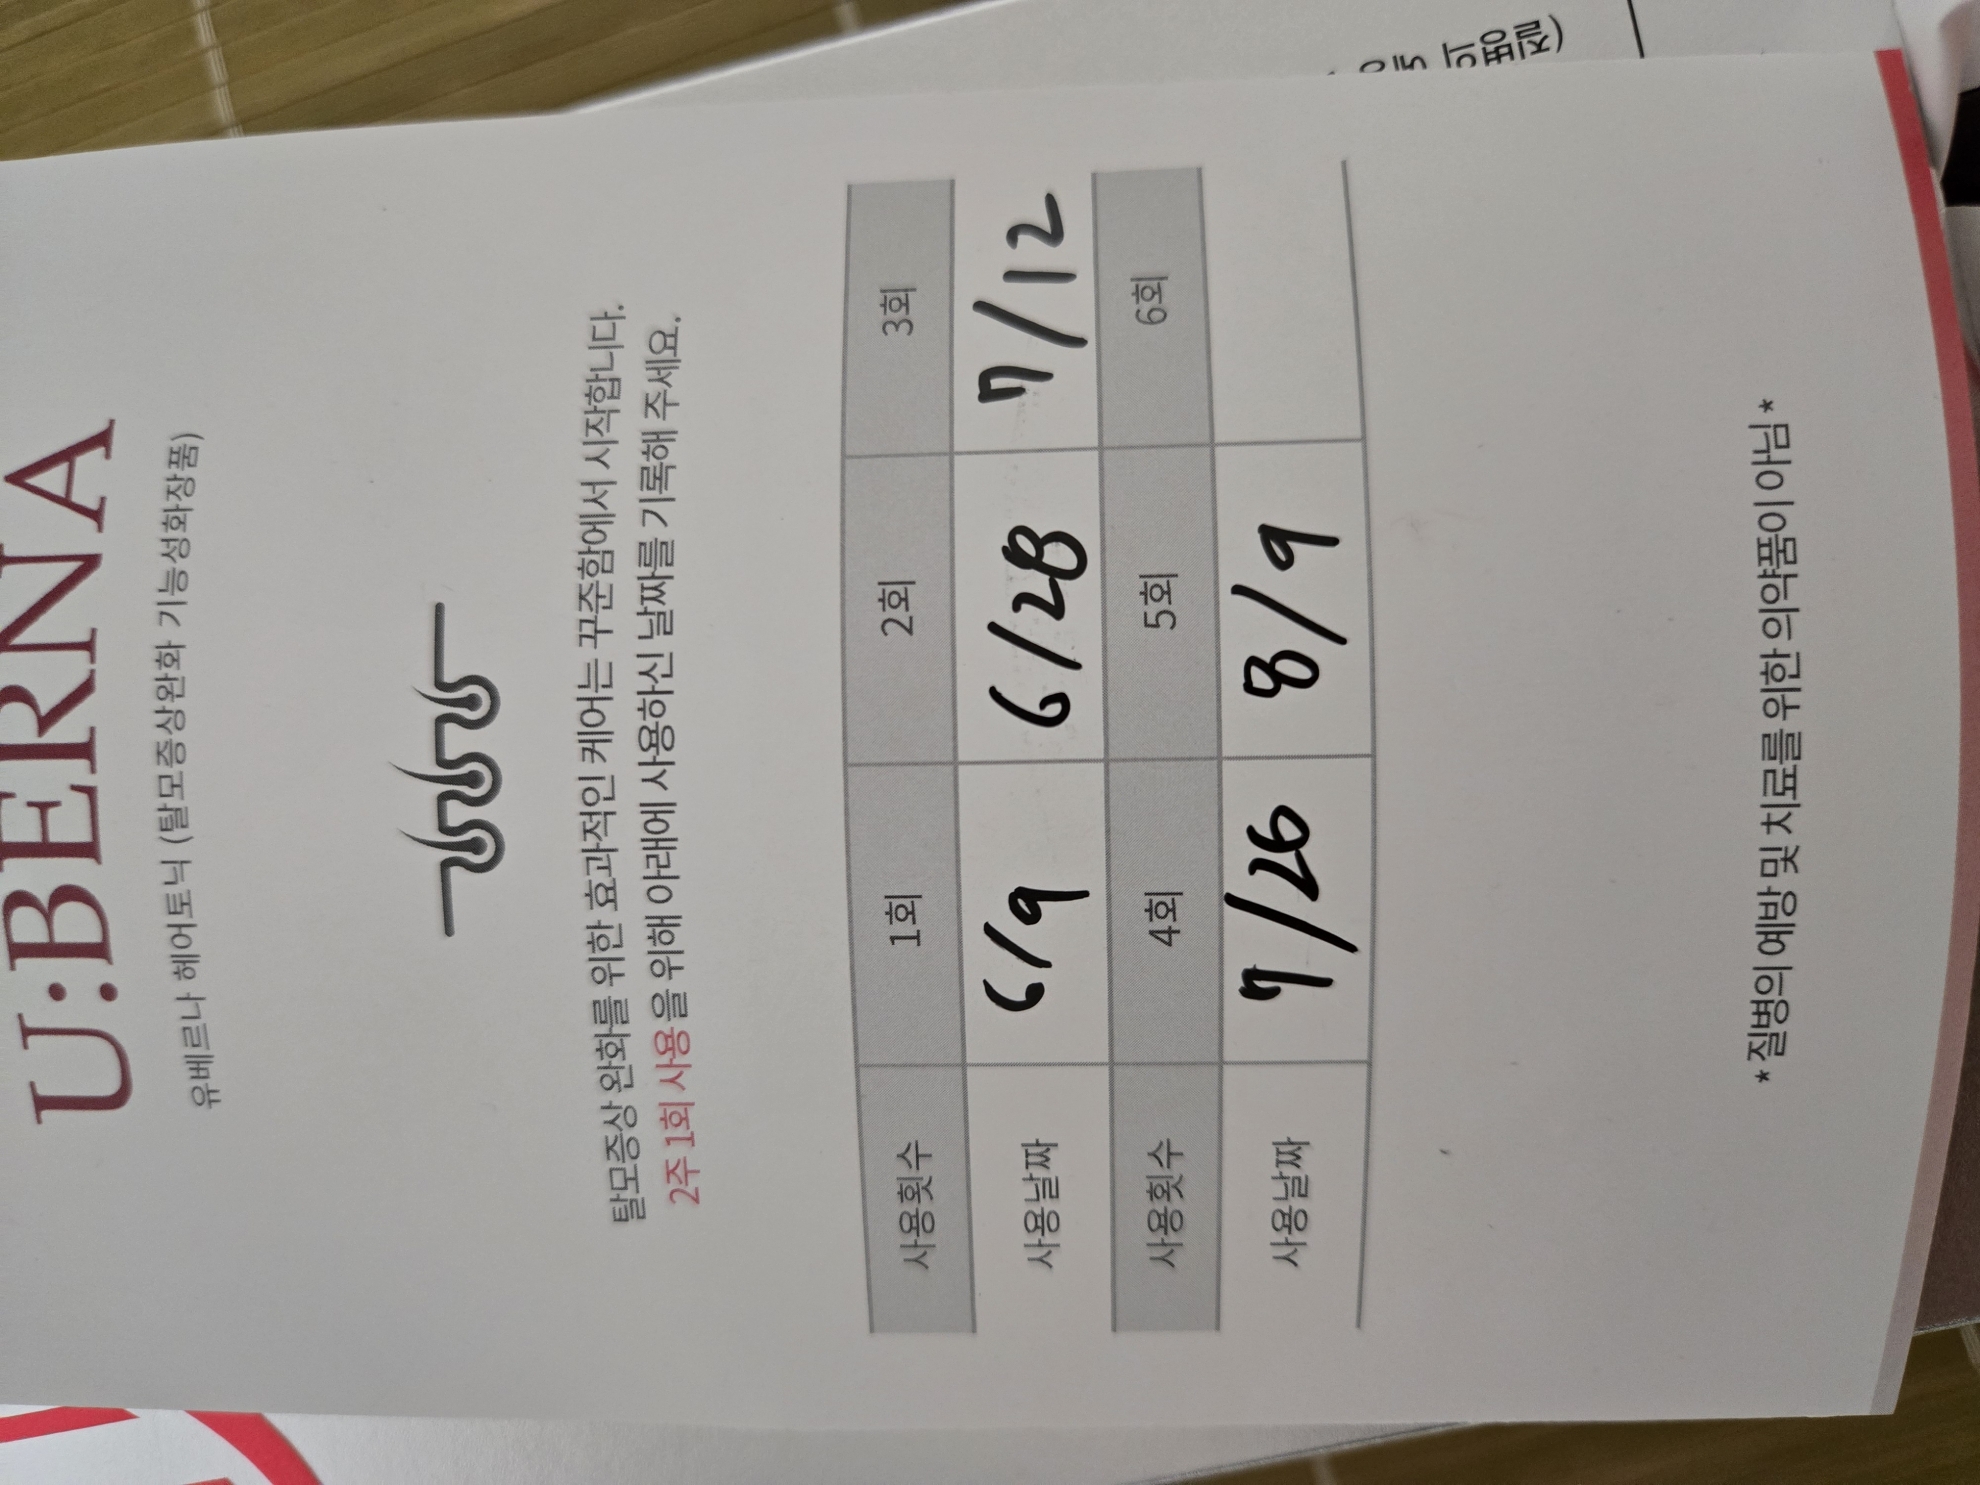 U:BERNA
유베르나 헤어토닉 (탈모증상완화 기능성화장품)
탈모증상 완화를 위한 효과적인 케어는 꾸준함에서 시작합니다.
2주 1회 사용을 위해 아래에 사용하신 날짜를 기록해 주세요.
사용횟수 1회 2회 3회
사용날짜 6/9 6/28 7/12
사용횟수 4회 5회 6회
사용날짜 7/26 8/9
*질병의 예방 및 치료를 위한 의약품이 아님*